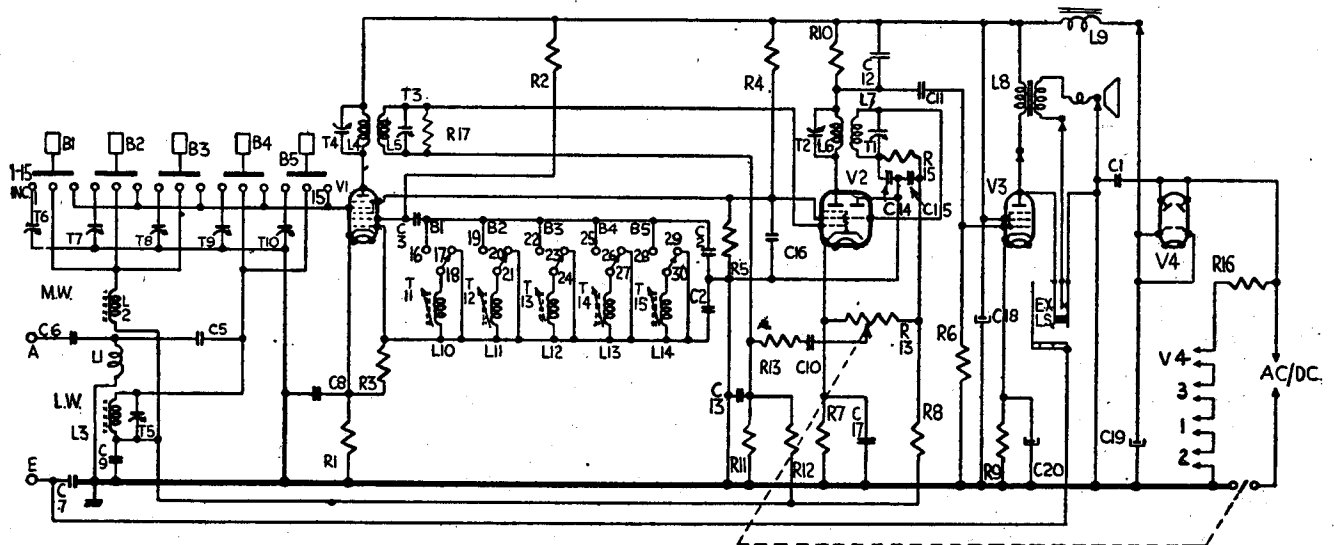 L9
R10
R2
R4
C12
L8
L7
C11
T3
T4
L4
L5
R17
T2
L6
T1
R15
B1
B2
B3
B4
B5
1-15
INC
1
15
V1
V2
V3
C14
C15
C1
T6
T7
T8
T9
T10
C3
B1
B2
B3
B4
B5
C2
16
17
18
19
20
21
22
23
24
25
26
27
28
29
30
R5
C16
V4
R16
M.W.
L2
T11
T12
T13
T14
T15
C2
EX
LS
C18
C6
A
C5
L1
L10
L11
L12
L13
L14
R13
C10
R13
R6
V4
3
1
2
AC/DC.
L.W.
L3
T5
C8
R3
C13
R7
C17
R8
C9
R1
R11
R12
R9
C20
C19
E
C7